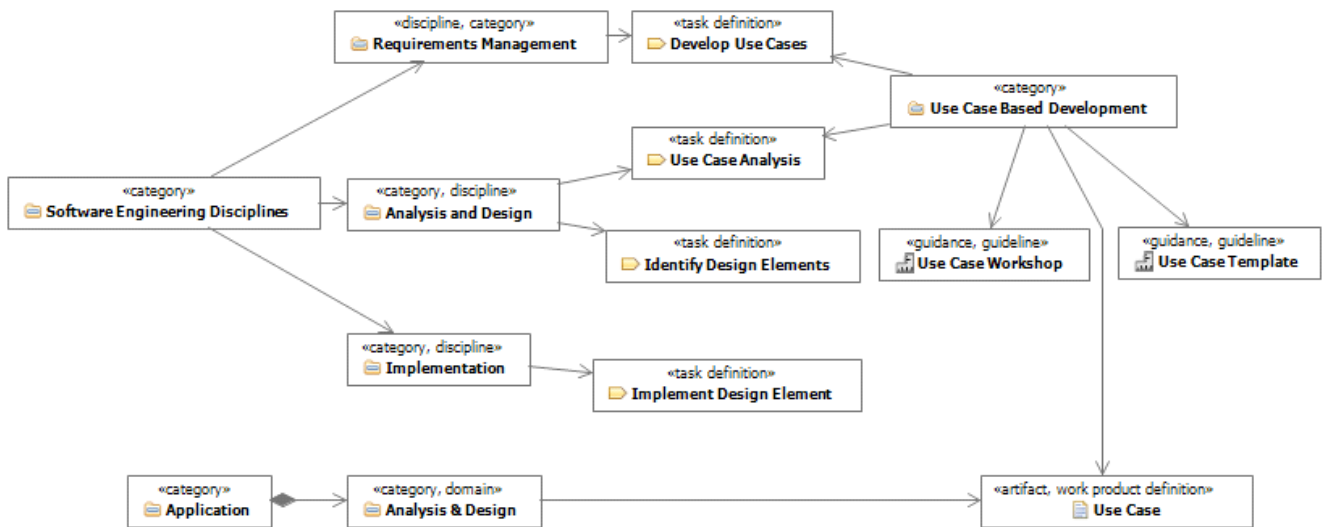 «discipline, category»
Requirements Management
«task definition»
Develop Use Cases
«category»
Use Case Based Development
«task definition»
Use Case Analysis
«category»
Software Engineering Disciplines
«category, discipline»
Analysis and Design
«task definition»
Identify Design Elements
«guidance, guideline»
Use Case Workshop
«guidance, guideline»
Use Case Template
«category, discipline»
Implementation
«task definition»
Implement Design Element
«category»
Application
«category, domain»
Analysis & Design
«artifact, work product definition»
Use Case